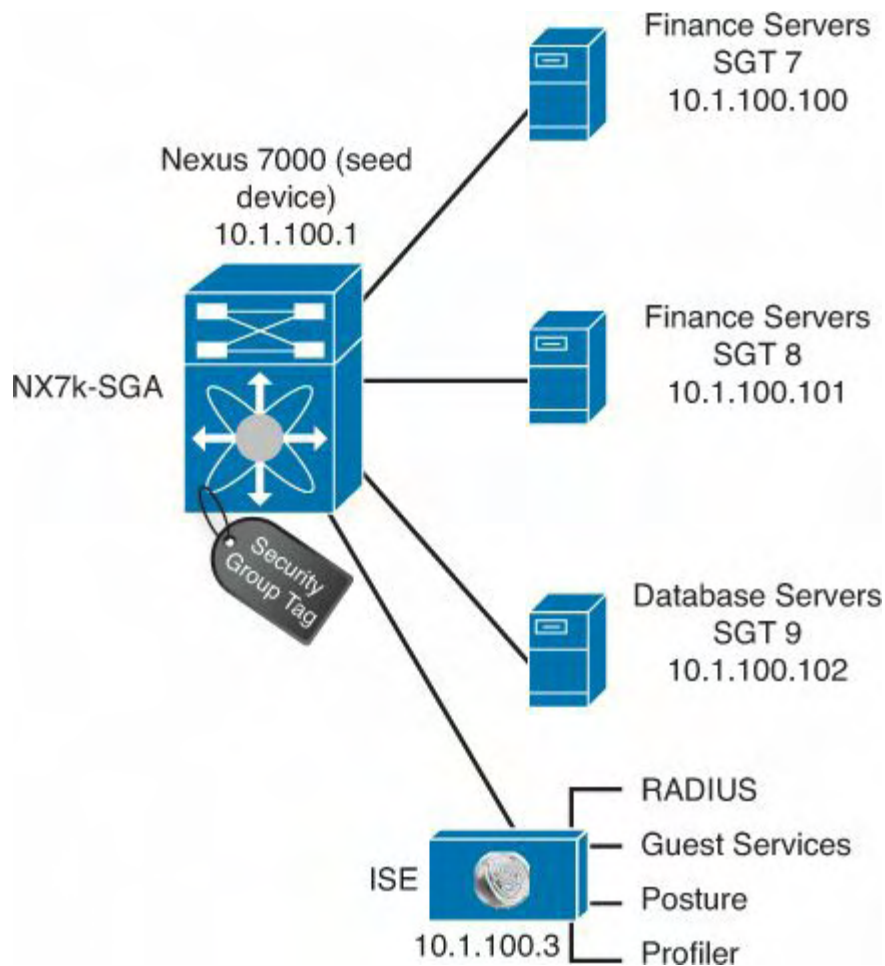 Finance Servers
SGT 7
10.1.100.100
Nexus 7000 (seed
device)
10.1.100.1
Finance Servers
SGT 8
10.1.100.101
NX7k-SGA
Security
Group Tag
Database Servers
SGT 9
10.1.100.102
RADIUS
Guest Services
ISE
Posture
10.1.100.3
Profiler